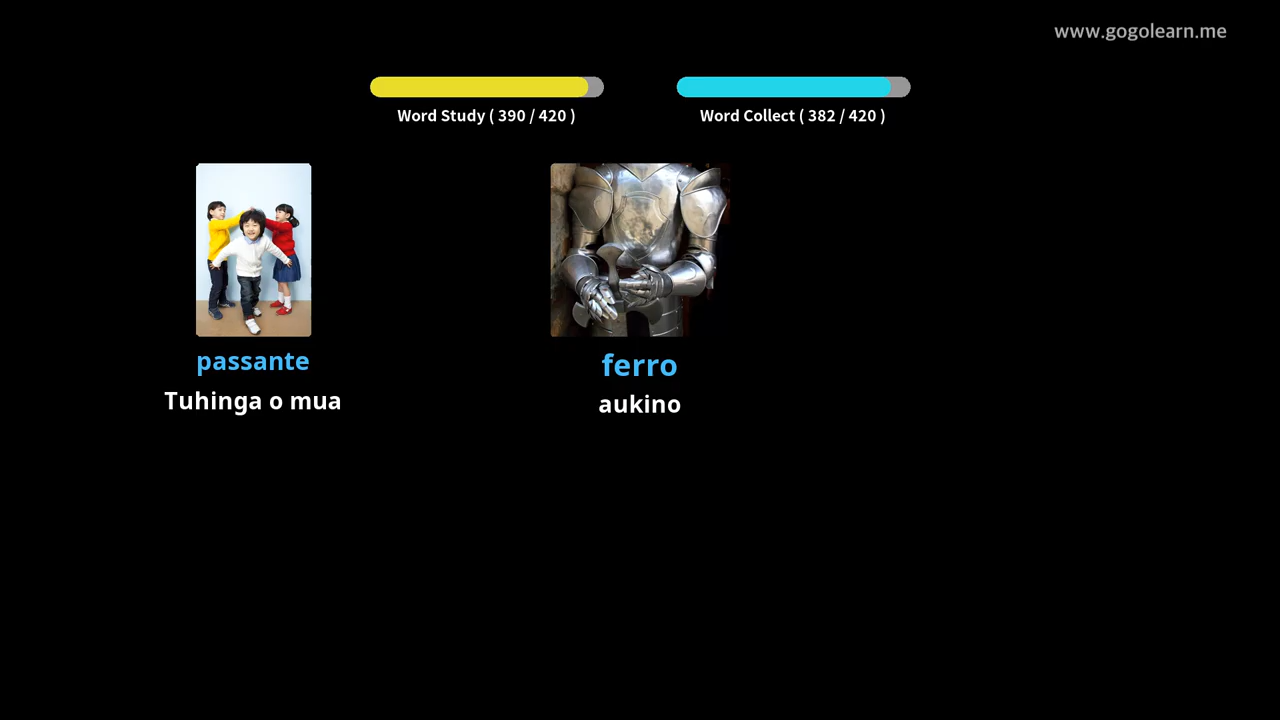 www.gogolearn.me
Word Study ( 390 / 420 )
Word Collect ( 382 / 420 )
passante
Tuhinga o mua
ferro
aukino